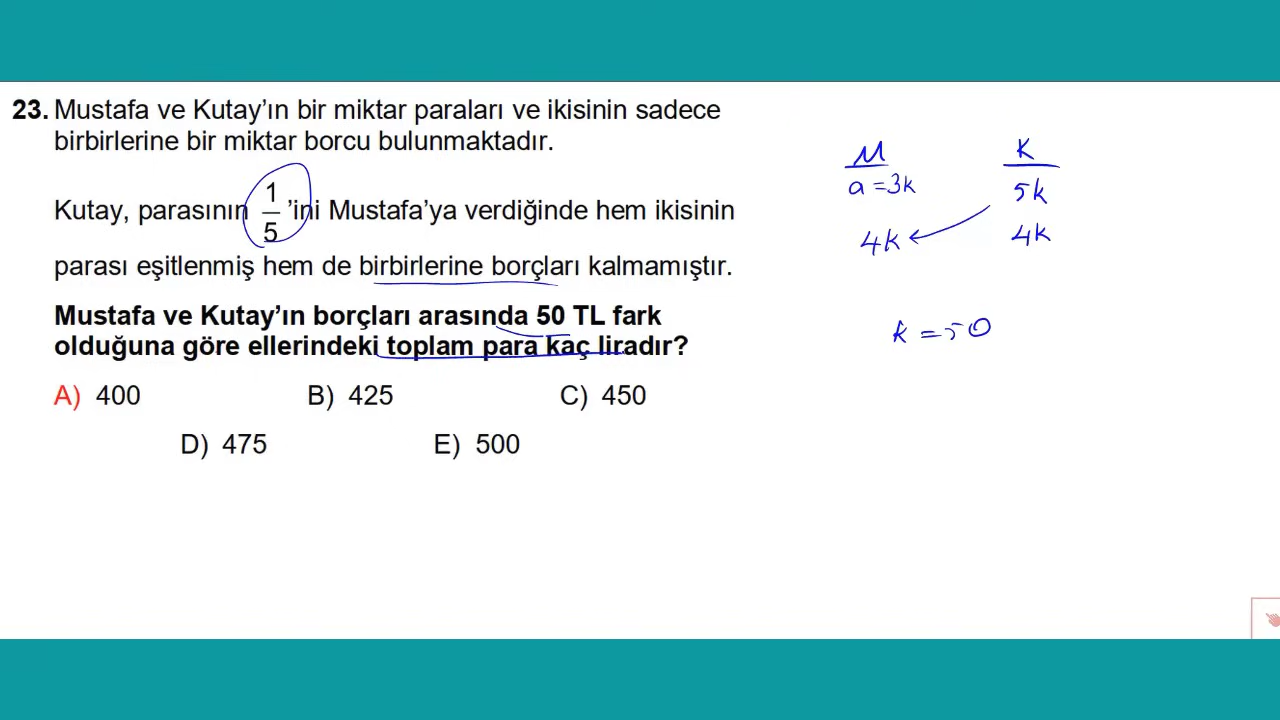 23. Mustafa ve Kutay'ın bir miktar paraları ve ikisinin sadece
birbirlerine bir miktar borcu bulunmaktadır.
Kutay, parasının 1/5 'ini Mustafa'ya verdiğinde hem ikisinin
parası eşitlenmiş hem de birbirlerine borçları kalmamıştır.
Mustafa ve Kutay'ın borçları arasında 50 TL fark
olduğuna göre ellerindeki toplam para kaç liradır?
A) 400 B) 425 C) 450
D) 475 E) 500
M K
a = 3k 5k
4k 4k
k = 50